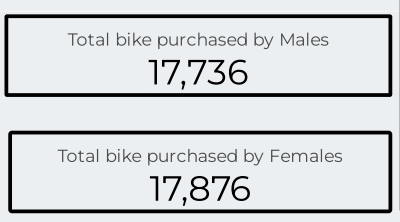 Total bike purchased by Males
17,736
Total bike purchased by Females
17,876